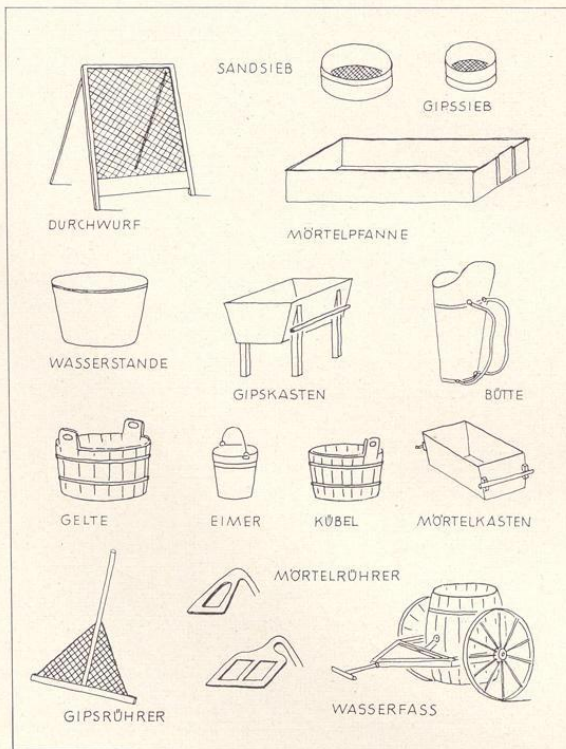 SANDSIEB
GIPSSIEB
DURCHWURF
MÖRTELPFANNE
WASSERSTANDE
GIPSKASTEN
BÜTTE
GELTE
EIMER
KÜBEL
MÖRTELKASTEN
MÖRTELRÜHRER
GIPSRÜHRER
WASSERFASS